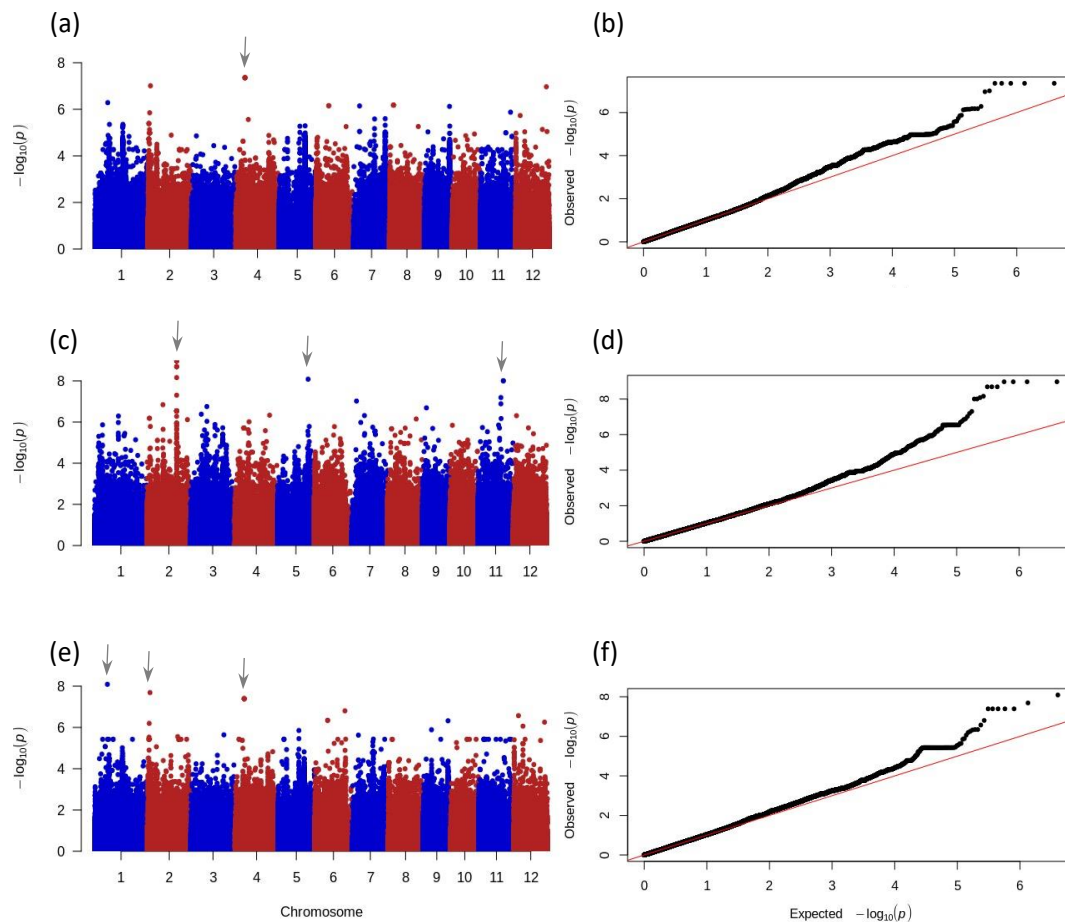 (a)
− log10(p)
8
6
4
2
0
1 2 3 4 5 6 7 8 9 10 11 12
(b)
Observed − log10(p)
6
4
2
0
0 1 2 3 4 5 6
(c)
− log10(p)
8
6
4
2
0
1 2 3 4 5 6 7 8 9 10 11 12
(d)
Observed − log10(p)
8
6
4
2
0
0 1 2 3 4 5 6
(e)
− log10(p)
8
6
4
2
0
1 2 3 4 5 6 7 8 9 10 11 12
Chromosome
(f)
Observed − log10(p)
8
6
4
2
0
0 1 2 3 4 5 6
Expected − log10(p)